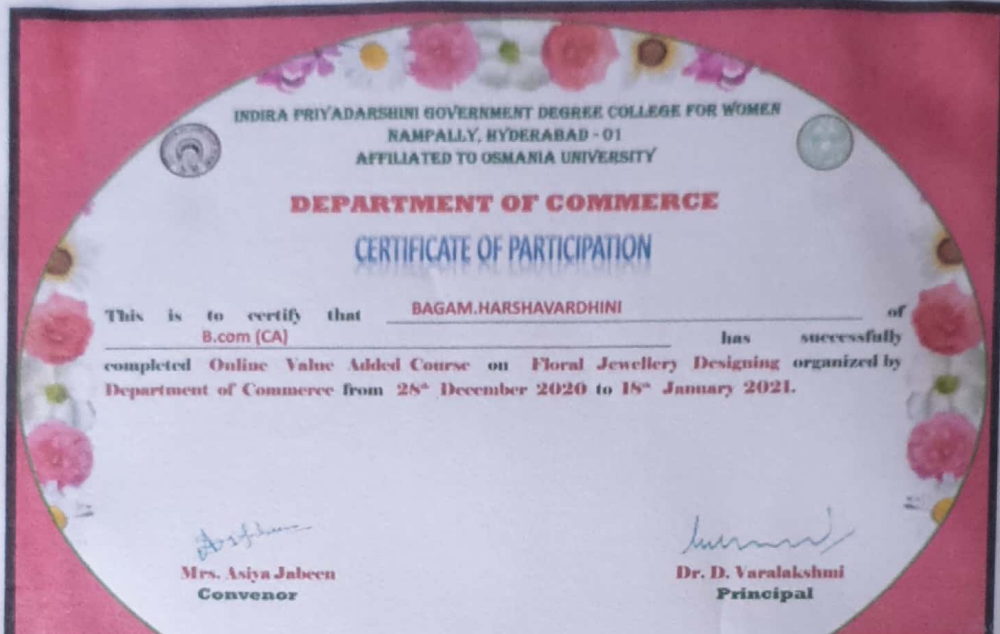 INDIRA PRIYADARSHINI GOVERNMENT DEGREE COLLEGE FOR WOMEN
NAMPALLY, HYDERABAD - 01
AFFILIATED TO OSMANIA UNIVERSITY
DEPARTMENT OF COMMERCE
CERTIFICATE OF PARTICIPATION
This is to certify that BAGAM.HARSHAVARDHINI of
B.com (CA) has successfully
completed Online Value Added Course on Floral Jewellery Designing organized by
Department of Commerce from 28th December 2020 to 18th January 2021.
Mrs. Asiya Jabeen
Convenor
Dr. D. Varalakshmi
Principal